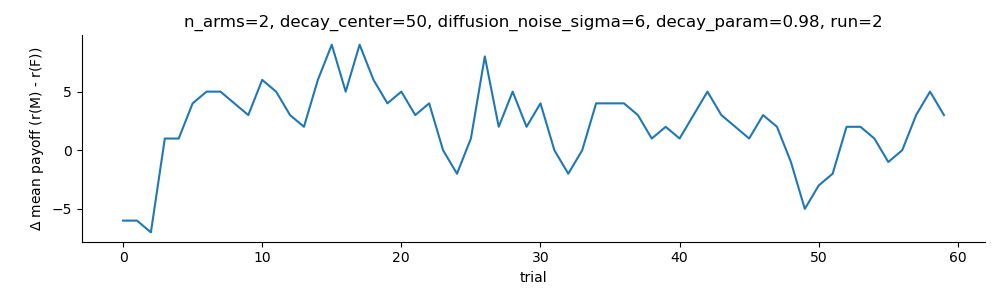 n_arms=2, decay_center=50, diffusion_noise_sigma=6, decay_param=0.98, run=2
Δ mean payoff (r(M) - r(F))
5
0
−5
0 10 20 30 40 50 60
trial